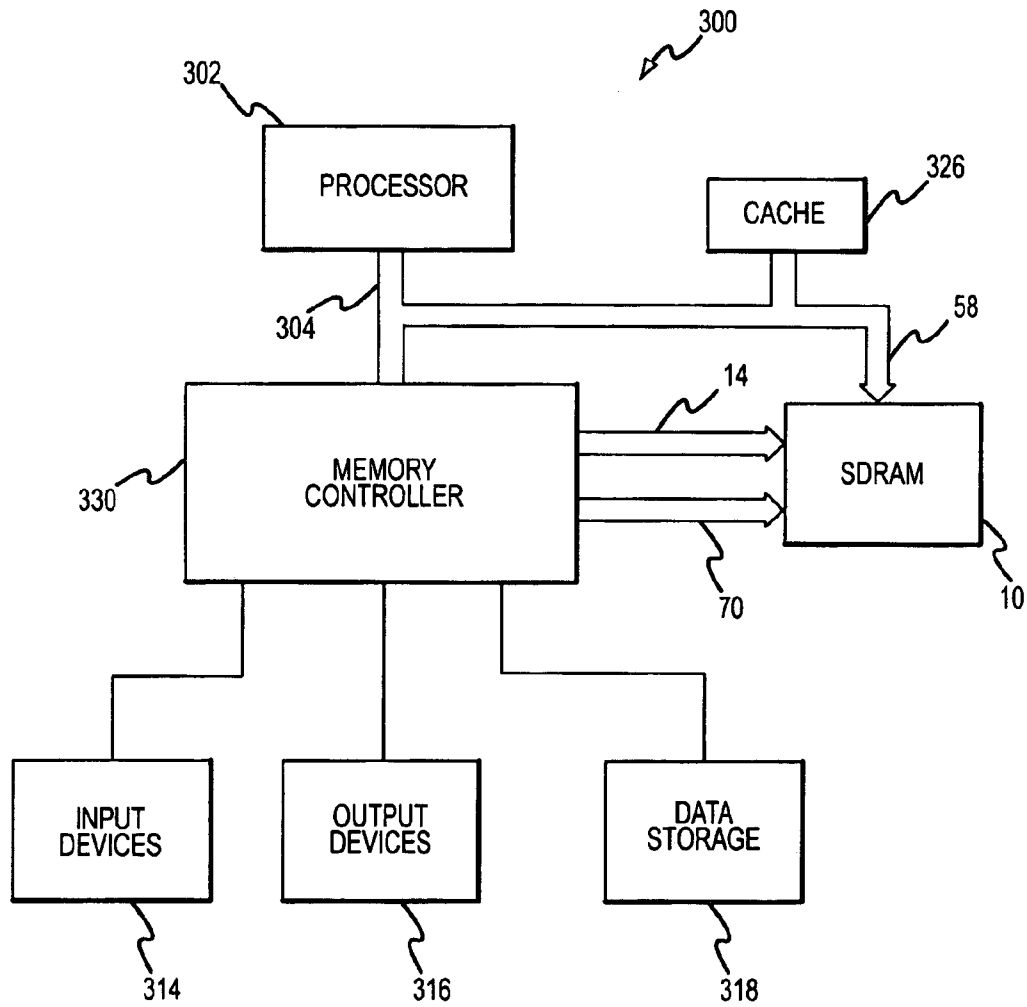 300
302
PROCESSOR
326
CACHE
304
58
14
330
MEMORY
CONTROLLER
SDRAM
70
10
INPUT
DEVICES
OUTPUT
DEVICES
DATA
STORAGE
314
316
318